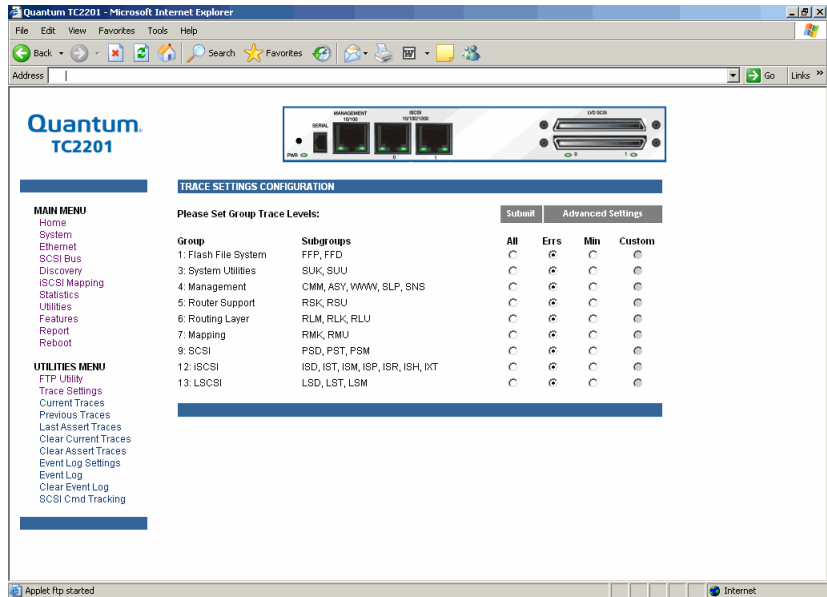 Quantum TC2201 - Microsoft Internet Explorer
File Edit View Favorites Tools Help
Back Search Favorites
Address Go Links »
Quantum.
TC2201
MANAGEMENT
10/100
ISCSI
10/100/1000
SERIAL
PWR
0 1
LVD SCSI
0 1
TRACE SETTINGS CONFIGURATION
MAIN MENU
Home
System
Ethernet
SCSI Bus
Discovery
iSCSI Mapping
Statistics
Utilities
Features
Report
Reboot
UTILITIES MENU
FTP Utility
Trace Settings
Current Traces
Previous Traces
Last Assert Traces
Clear Current Traces
Clear Assert Traces
Event Log Settings
Event Log
Clear Event Log
SCSI Cmd Tracking
Please Set Group Trace Levels: Submit Advanced Settings
Group Subgroups All Errs Min Custom
1: Flash File System FFP, FFD
3: System Utilities SUK, SUU
4: Management CMM, ASY, WWW, SLP, SNS
5: Router Support RSK, RSU
6: Routing Layer RLM, RLK, RLU
7: Mapping RMK, RMU
9: SCSI PSD, PST, PSM
12: iSCSI ISD, IST, ISM, ISP, ISR, ISH, IXT
13: LSCSI LSD, LST, LSM
Applet ftp started Internet